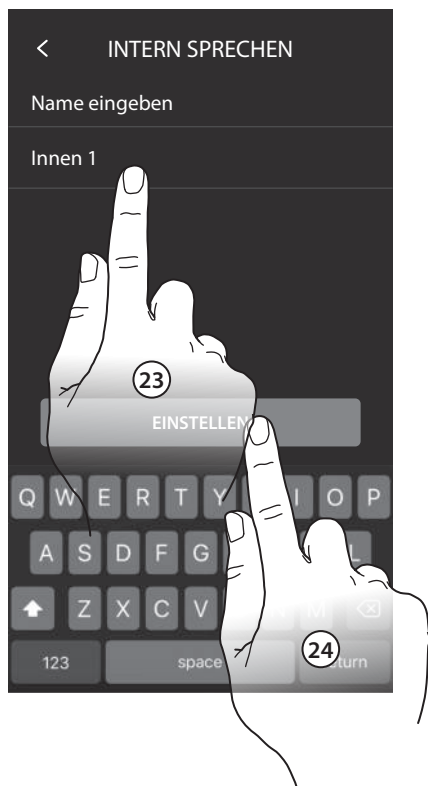 < INTERN SPRECHEN
Name eingeben
Innen 1
23
EINSTELLEN
Q W E R T Y I O P
A S D F G L
Z X C V M
123 space
24